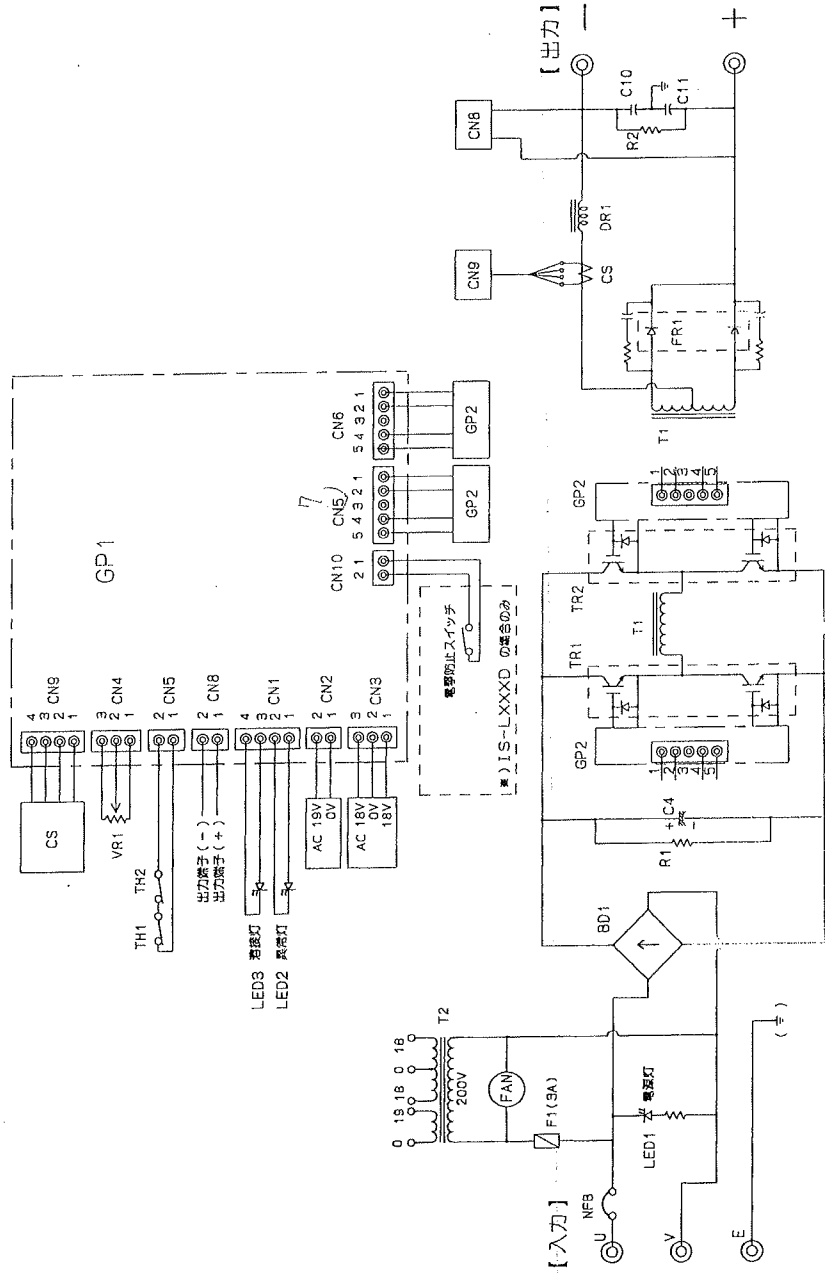 GP1
CS
4 3 2 1 CN9
VR1
3 2 1 CN4
TH1 TH2
2 1 CN5
出力端子(-)
出力端子(+)
2 1 CN8
LED3 溶接灯
LED2 異常灯
4 3 2 1 CN1
AC 19V
0V
2 1 CN2
AC 18V
0V
18V
3 2 1 CN3
CN10
2 1
CN5 7
5 4 3 2 1
GP2
CN6
5 4 3 2 1
GP2
電撃防止スイッチ
※)IS-LXXXD の場合のみ
[入力]
U
V
E
NFB
F1(3A)
FAN
T2
0 19 18 0 18
200V
LED1 電源灯
BD1
R1
C4
+
-
GP2
1 2 3 4 5
TR1
T1
TR2
GP2
1 2 3 4 5
T1
FR1
CN9
CS
DR1
CN8
R2
C10
C11
[出力]
-
+